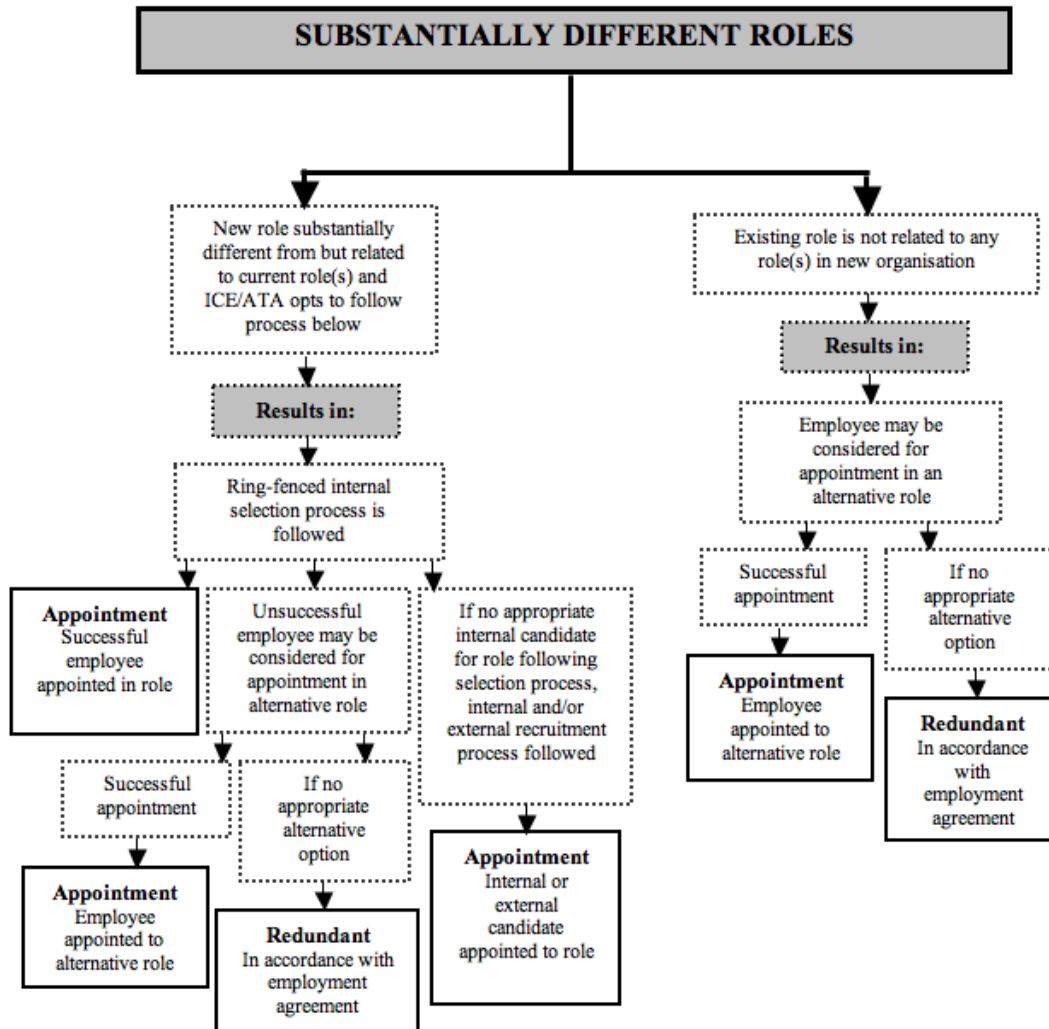 SUBSTANTIALLY DIFFERENT ROLES
New role substantially
different from but related
to current role(s) and
ICE/ATA opts to follow
process below
Results in:
Ring-fenced internal
selection process is
followed
Appointment
Successful
employee
appointed in role
Unsuccessful
employee may be
considered for
appointment in
alternative role
If no appropriate
internal candidate
for role following
selection process,
internal and/or
external recruitment
process followed
Successful
appointment
If no
appropriate
alternative
option
Appointment
Employee
appointed to
alternative role
Redundant
In accordance with
employment
agreement
Appointment
Internal or
external
candidate
appointed to role
Existing role is not related to any
role(s) in new organisation
Results in:
Employee may be
considered for
appointment in an
alternative role
Successful
appointment
If no
appropriate
alternative
option
Appointment
Employee
appointed to
alternative role
Redundant
In accordance
with
employment
agreement